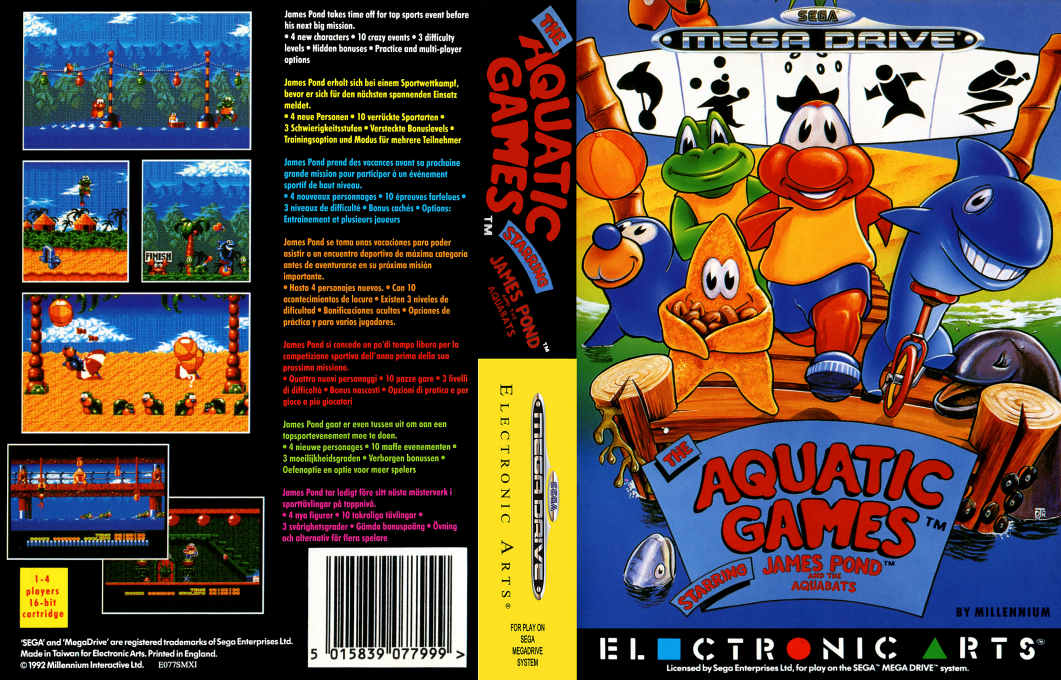 James Pond takes time off for top sports event before
his next big mission.
• 4 new characters • 10 crazy events • 3 difficulty
levels • Hidden bonuses • Practice and multi-player
options
James Pond erholt sich bei einem Sportwettkampf,
bevor er sich für den nächsten spannenden Einsatz
meldet.
• 4 neue Personen • 10 verrückte Sportarten •
3 Schwierigkeitsstufen • Versteckte Bonuslevels •
Trainingsoption und Modus für mehrere Teilnehmer
James Pond prend des vacances avant sa prochaine
grande mission pour participer à un événement
sportif de haut niveau.
• 4 nouveaux personnages • 10 épreuves farfelues •
3 niveaux de difficulté • Bonus cachés • Options:
Entraînement et plusieurs joueurs
James Pond se toma unas vacaciones para poder
asistir a un encuentro deportivo de máxima categoria
antes de aventurarse en su próxima misión
importante.
• Hasta 4 personajes nuevos. • Con 10
acontecimientos de locura • Existen 3 niveles de
dificultad • Bonificaciones ocultas • Opciones de
práctica y para varios jugadores.
James Pond si concede un po'di tempo libero per la
competizione sportiva dell'anno prima della sua
prossima missione.
• Quattro nuovi personaggi • 10 pazze gare • 3 livelli
di difficoltà • Bonus nascosti • Opzioni di pratica e per
gioco a più giocatori
James Pond gaat er even tussen uit om aan een
topsportevenement mee te doen.
• 4 nieuwe personages • 10 maffe evenementen •
3 moeilijkheidsgraden • Verborgen bonussen •
Oefenoptie en optie voor meer spelers
James Pond tar ledigt före sitt nästa mästerverk i
sporttävlingar på toppnivå.
• 4 nya figurer • 10 tokroliga tävlingar •
3 svårighetsgrader • Gömda bonuspoäng • Övning
och alternativ för flera spelare
FINISH
1-4
players
16-bit
cartridge
'SEGA' and 'MegaDrive' are registered trademarks of Sega Enterprises Ltd.
Made in Taiwan for Electronic Arts. Printed in England.
© 1992 Millennium Interactive Ltd. E077SMXI
5 015839 077999 >
THE
AQUATIC
GAMES™
STARRING
JAMES POND™
AND THE
AQUABATS
ELECTRONIC ARTS®
SEGA
MEGA DRIVE
FOR PLAY ON
SEGA
MEGADRIVE
SYSTEM
SEGA
MEGA DRIVE
THE
AQUATIC
GAMES™
STARRING
JAMES POND™
AND THE
AQUABATS
BY MILLENNIUM
ELECTRONIC ARTS
Licensed by Sega Enterprises Ltd, for play on the SEGA™ MEGA DRIVE™ system.